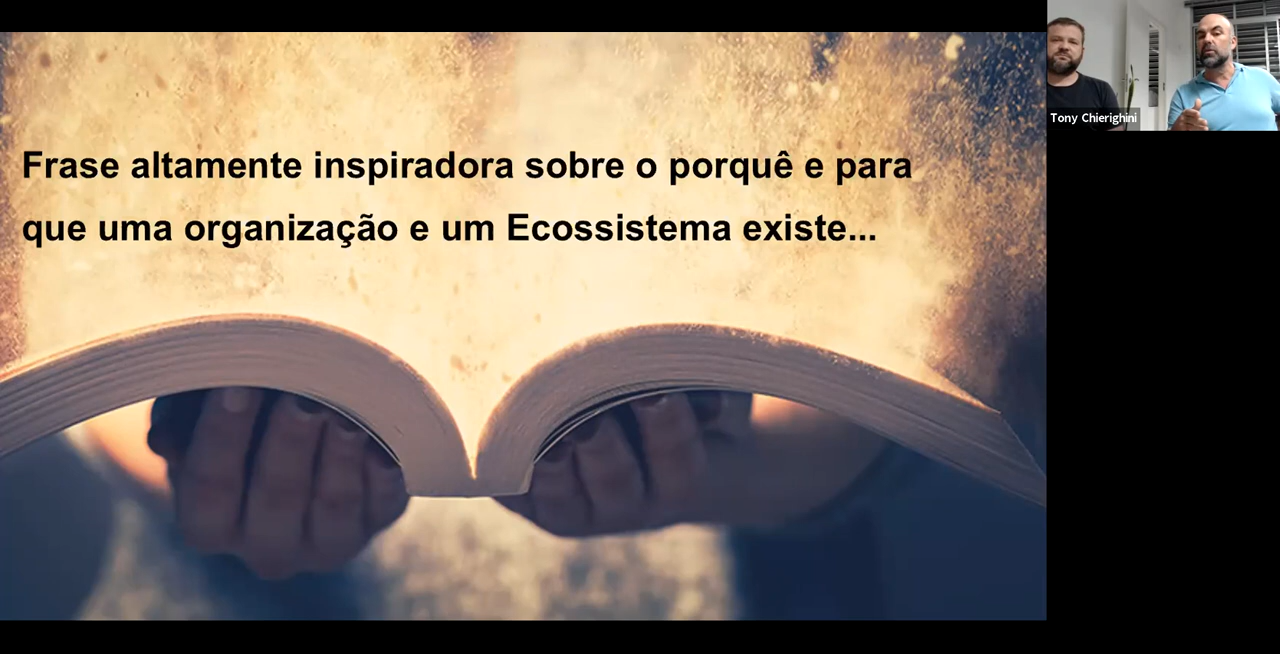 Frase altamente inspiradora sobre o porquê e para
que uma organização e um Ecossistema existe...
Tony Chierighini